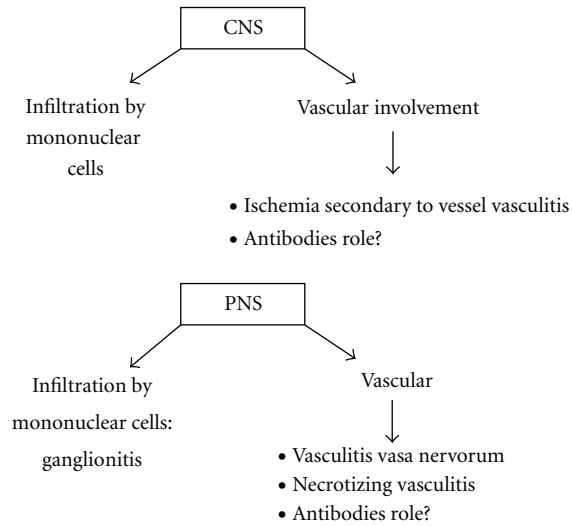 CNS
Infiltration by
mononuclear
cells
Vascular involvement
• Ischemia secondary to vessel vasculitis
• Antibodies role?
PNS
Infiltration by
mononuclear cells:
ganglionitis
Vascular
• Vasculitis vasa nervorum
• Necrotizing vasculitis
• Antibodies role?